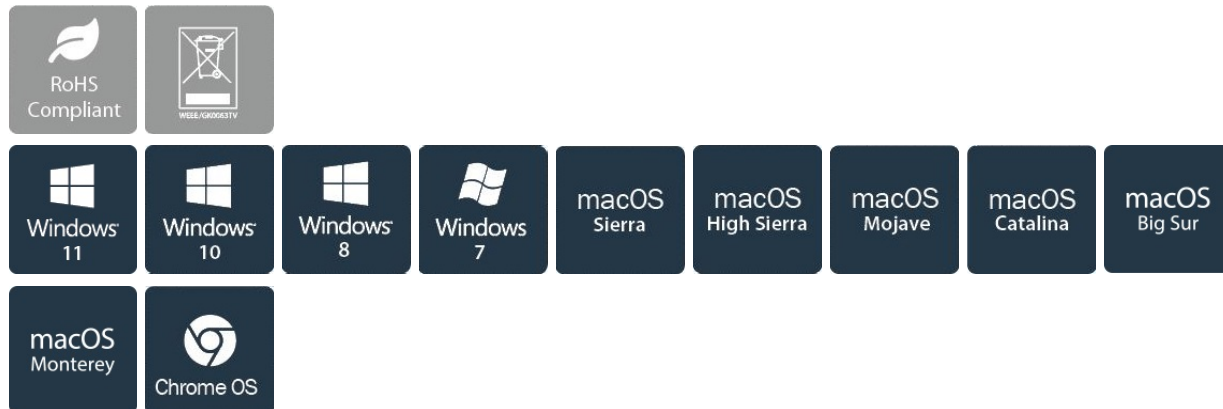 RoHS
Compliant
WEEE/GK0063TV
Windows
11
Windows
10
Windows
8
Windows
7
macOS
Sierra
macOS
High Sierra
macOS
Mojave
macOS
Catalina
macOS
Big Sur
macOS
Monterey
Chrome OS